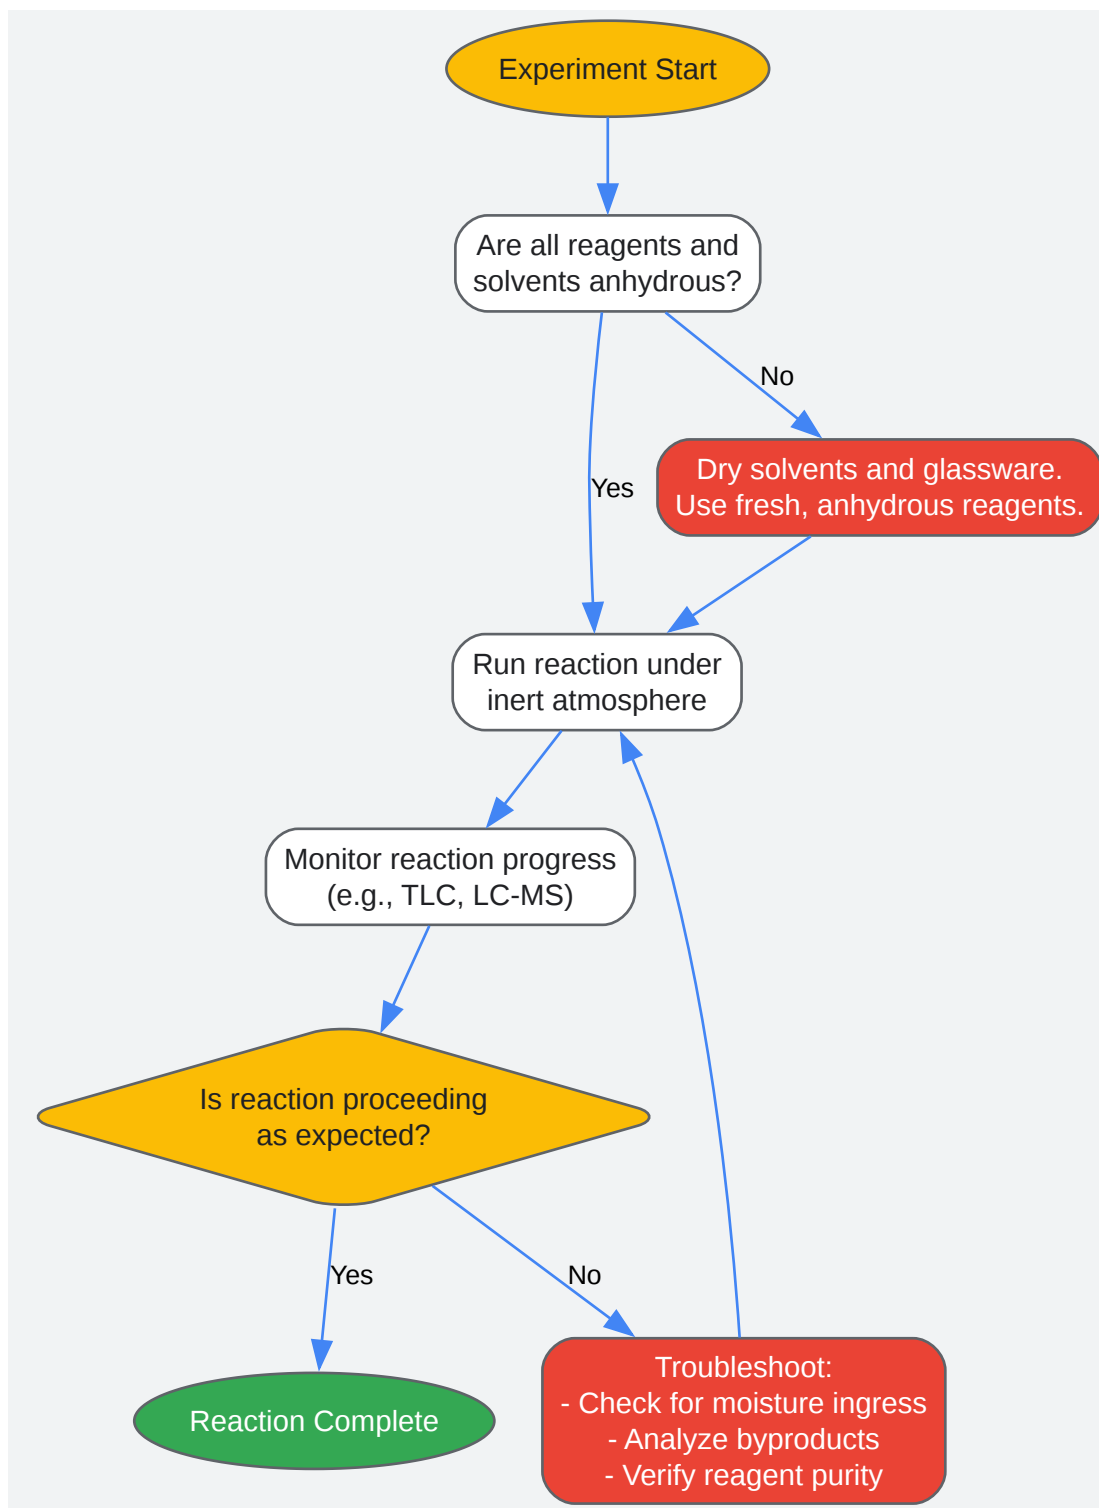 Experiment Start
Are all reagents and
solvents anhydrous?
No
Dry solvents and glassware.
Use fresh, anhydrous reagents.
Yes
Run reaction under
inert atmosphere
Monitor reaction progress
(e.g., TLC, LC-MS)
Is reaction proceeding
as expected?
Yes
No
Reaction Complete
Troubleshoot:
- Check for moisture ingress
- Analyze byproducts
- Verify reagent purity